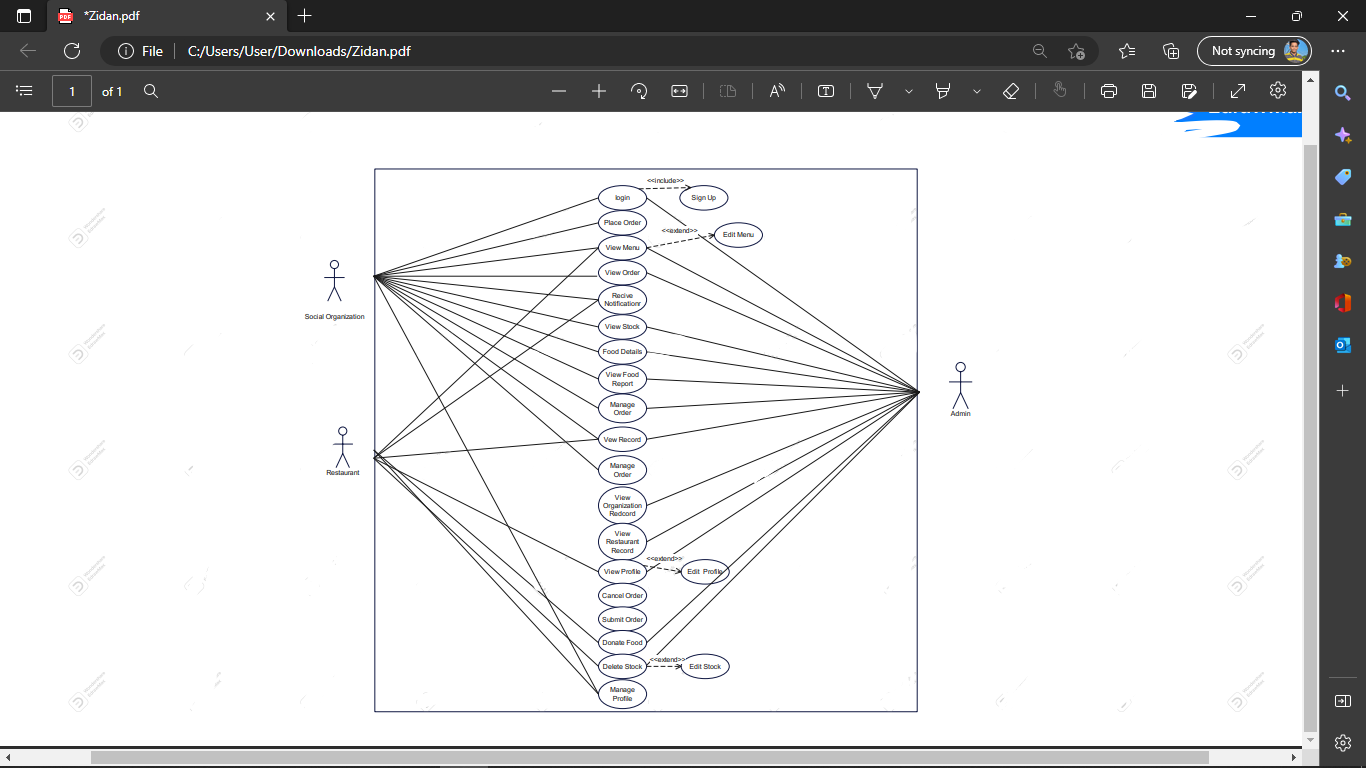 *Zidan.pdf
File
C:/Users/User/Downloads/Zidan.pdf
Not syncing
1
of 1
<<include>>
login
Sign Up
Place Order
<<extend>>
Edit Menu
View Menu
View Order
Recive
Notificationr
Social Organization
View Stock
Food Details
View Food
Report
Manage
Order
Admin
Vew Record
Restaurant
Manage
Order
View
Organization
Redcord
View
Restaurant
Record
<<extend>>
View Profile
Edit Profile
Cancel Order
Submit Order
Donate Food
<<extend>>
Delete Stock
Edit Stock
Manage
Profile